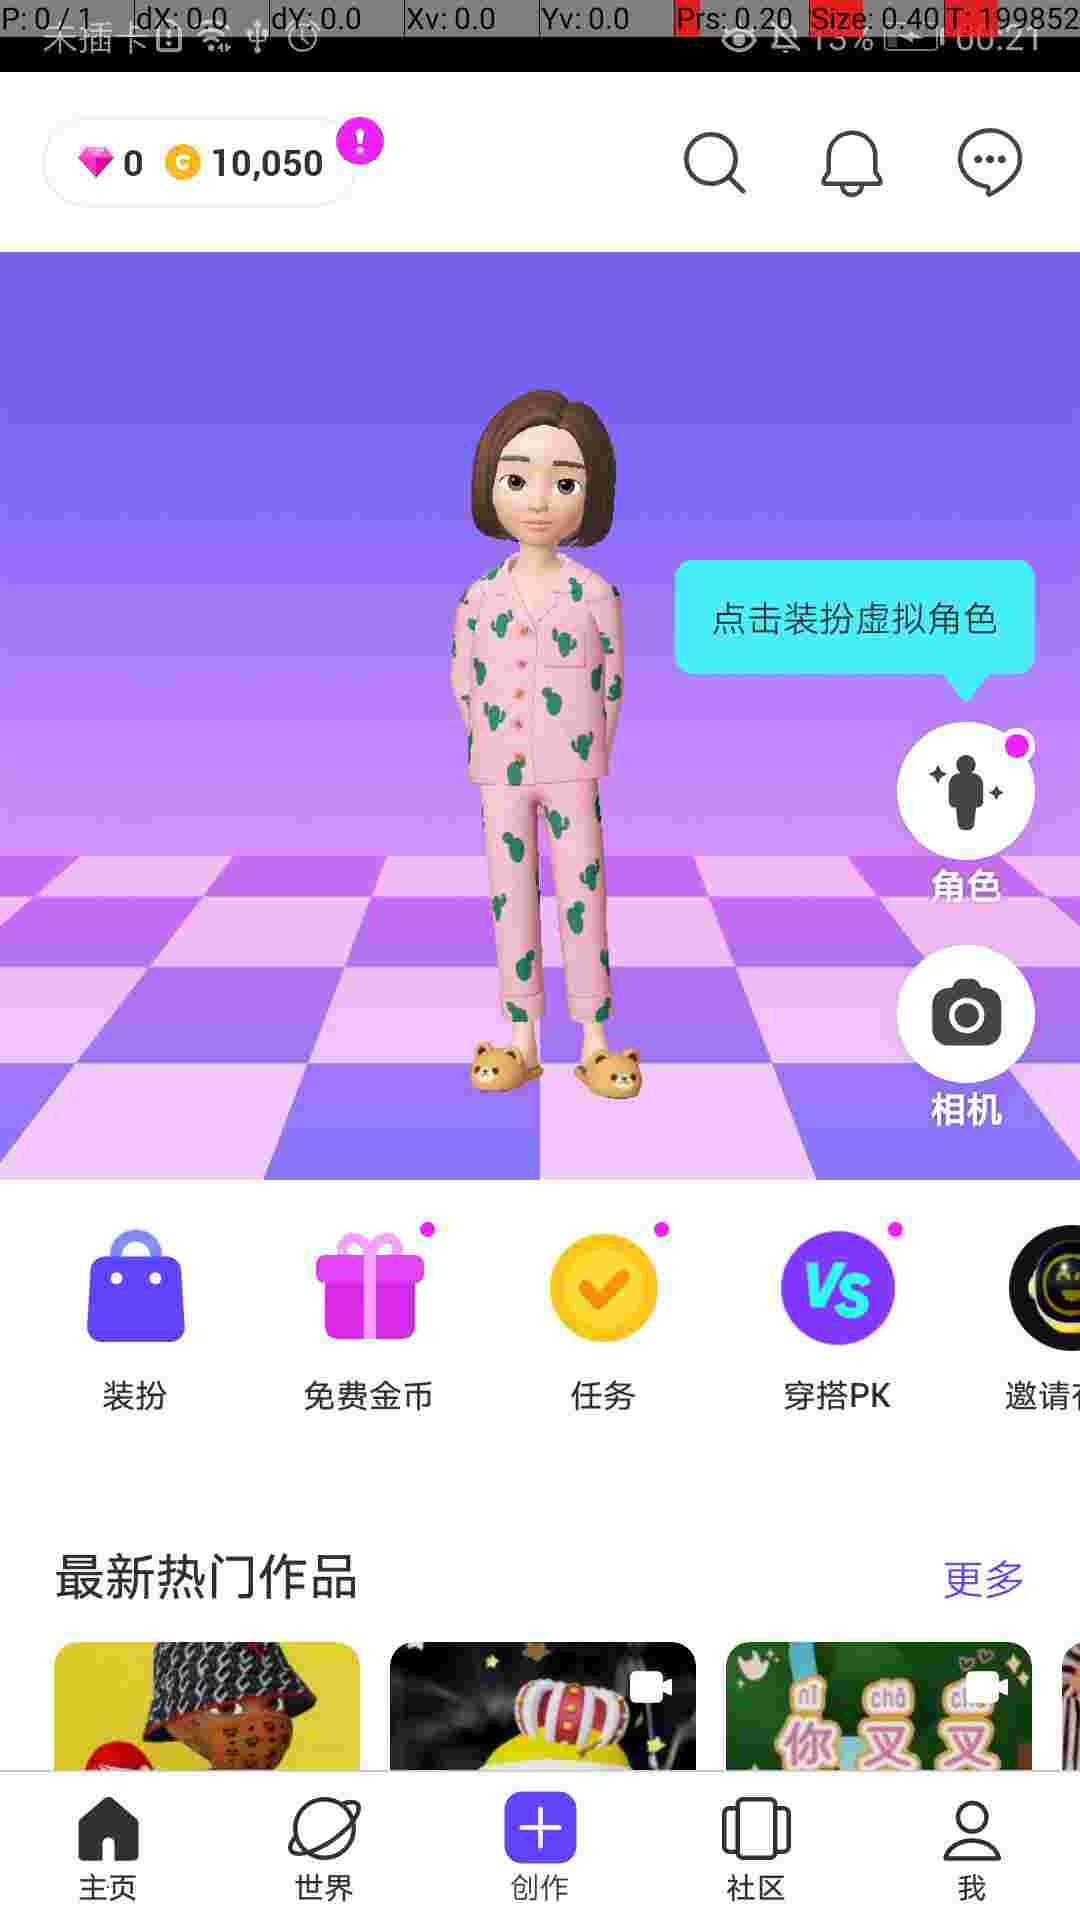 P: 0 / 1 dX: 0.0 dY: 0.0 Xv: 0.0 Yv: 0.0 Prs: 0.20 Size: 0.40 T: 199852
未插卡 13% 00:21
0 C 10,050 !
点击装扮虚拟角色
角色
相机
VS
装扮 免费金币 任务 穿搭PK 邀请
最新热门作品 更多
nǐ chā
你叉叉
主页 世界 创作 社区 我